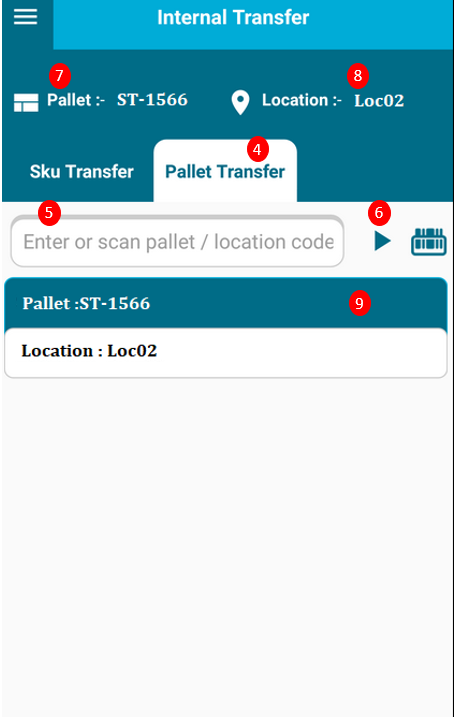 Internal Transfer
7 8
Pallet :- ST-1566 Location :- Loc02
4
Sku Transfer Pallet Transfer
5 6
Enter or scan pallet / location code
Pallet :ST-1566 9
Location : Loc02